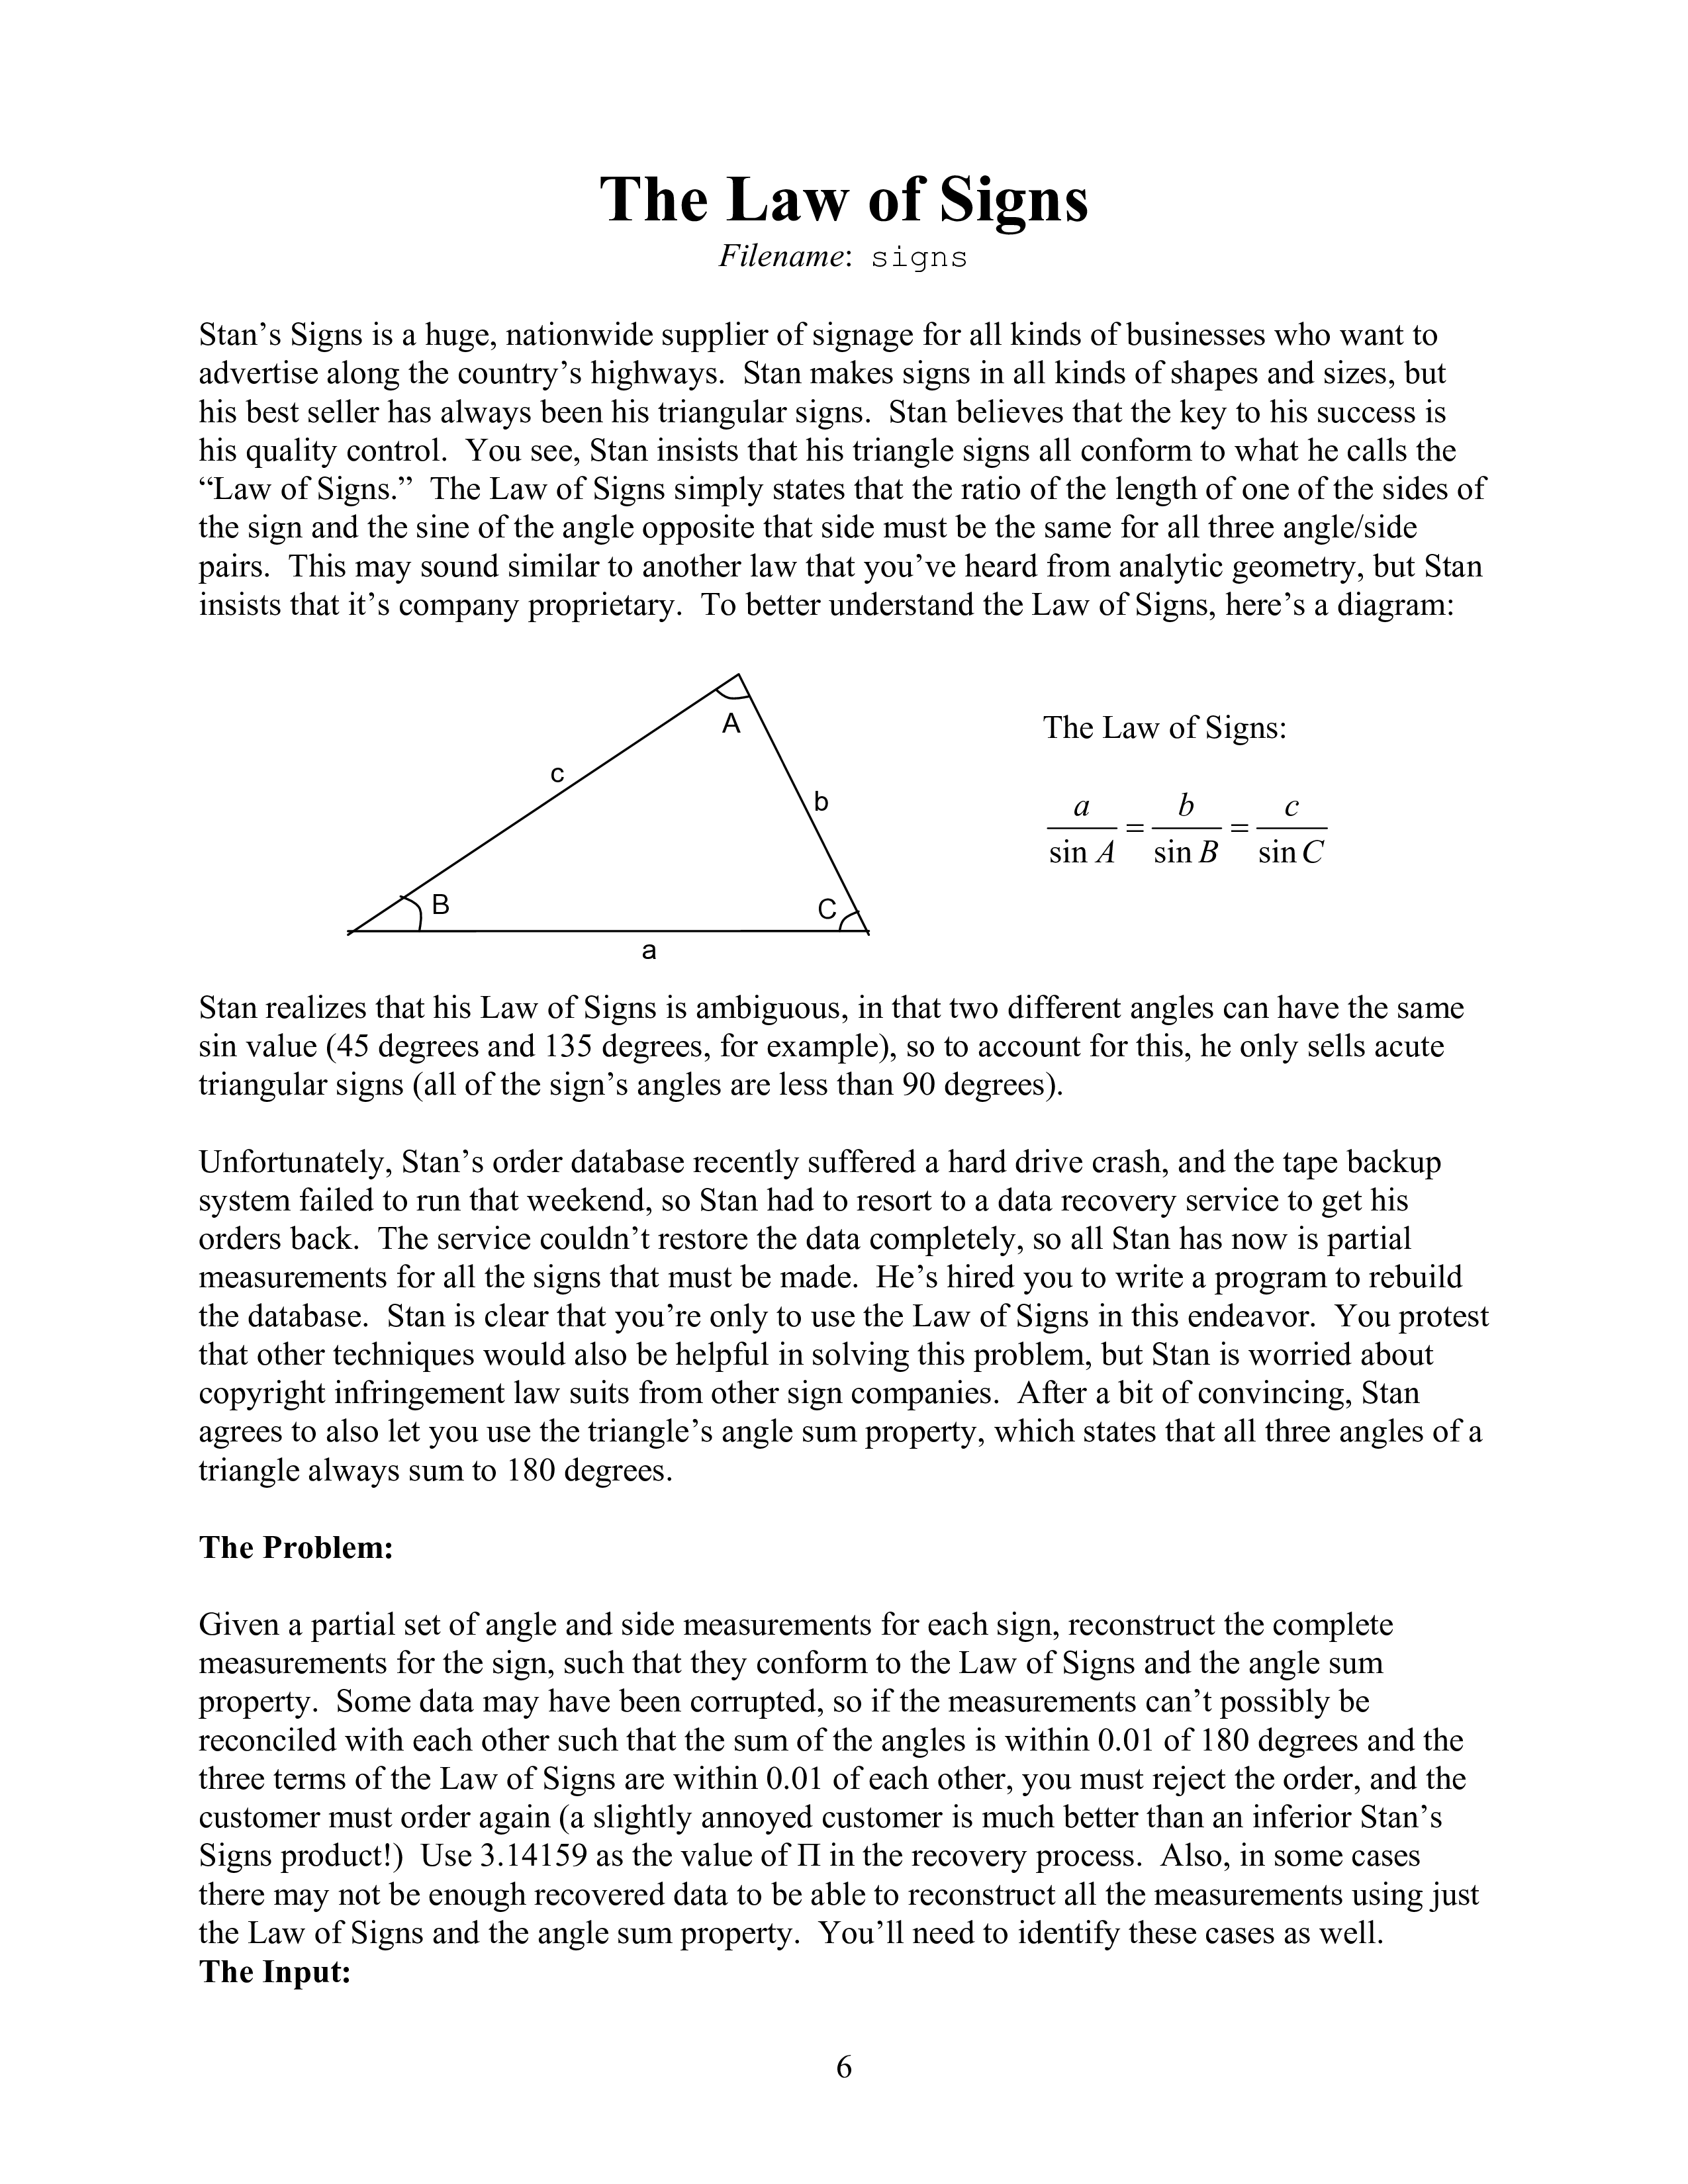 The Law of Signs
Filename: signs
Stan’s Signs is a huge, nationwide supplier of signage for all kinds of businesses who want to
advertise along the country’s highways. Stan makes signs in all kinds of shapes and sizes, but
his best seller has always been his triangular signs. Stan believes that the key to his success is
his quality control. You see, Stan insists that his triangle signs all conform to what he calls the
“Law of Signs.” The Law of Signs simply states that the ratio of the length of one of the sides of
the sign and the sine of the angle opposite that side must be the same for all three angle/side
pairs. This may sound similar to another law that you’ve heard from analytic geometry, but Stan
insists that it’s company proprietary. To better understand the Law of Signs, here’s a diagram:
A
c
b
B
C
a
The Law of Signs:
a/sin A = b/sin B = c/sin C
Stan realizes that his Law of Signs is ambiguous, in that two different angles can have the same
sin value (45 degrees and 135 degrees, for example), so to account for this, he only sells acute
triangular signs (all of the sign’s angles are less than 90 degrees).
Unfortunately, Stan’s order database recently suffered a hard drive crash, and the tape backup
system failed to run that weekend, so Stan had to resort to a data recovery service to get his
orders back. The service couldn’t restore the data completely, so all Stan has now is partial
measurements for all the signs that must be made. He’s hired you to write a program to rebuild
the database. Stan is clear that you’re only to use the Law of Signs in this endeavor. You protest
that other techniques would also be helpful in solving this problem, but Stan is worried about
copyright infringement law suits from other sign companies. After a bit of convincing, Stan
agrees to also let you use the triangle’s angle sum property, which states that all three angles of a
triangle always sum to 180 degrees.
The Problem:
Given a partial set of angle and side measurements for each sign, reconstruct the complete
measurements for the sign, such that they conform to the Law of Signs and the angle sum
property. Some data may have been corrupted, so if the measurements can’t possibly be
reconciled with each other such that the sum of the angles is within 0.01 of 180 degrees and the
three terms of the Law of Signs are within 0.01 of each other, you must reject the order, and the
customer must order again (a slightly annoyed customer is much better than an inferior Stan’s
Signs product!) Use 3.14159 as the value of Π in the recovery process. Also, in some cases
there may not be enough recovered data to be able to reconstruct all the measurements using just
the Law of Signs and the angle sum property. You’ll need to identify these cases as well.
The Input:
6